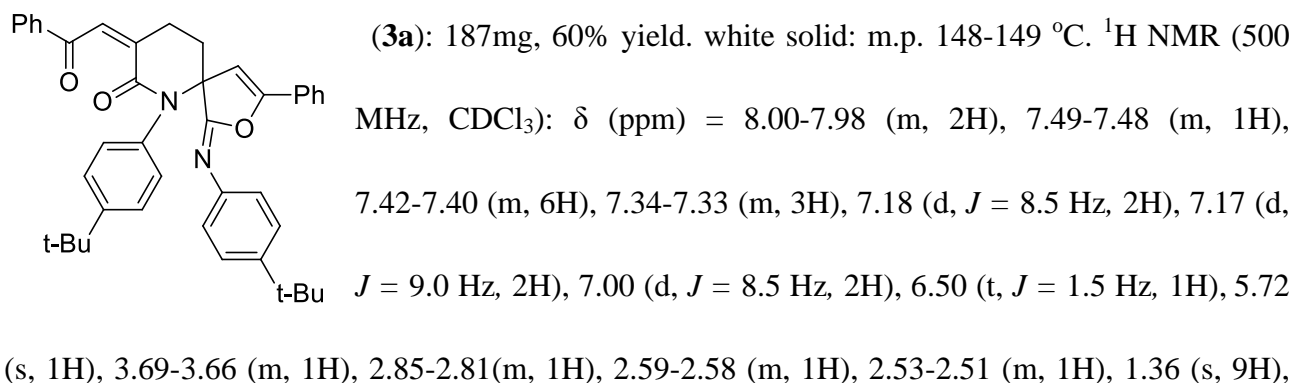 Ph
O
O
N
Ph
O
N
t-Bu
t-Bu
(3a): 187mg, 60% yield. white solid: m.p. 148-149 °C. ¹H NMR (500
MHz, CDCl₃): δ (ppm) = 8.00-7.98 (m, 2H), 7.49-7.48 (m, 1H),
7.42-7.40 (m, 6H), 7.34-7.33 (m, 3H), 7.18 (d, J = 8.5 Hz, 2H), 7.17 (d,
J = 9.0 Hz, 2H), 7.00 (d, J = 8.5 Hz, 2H), 6.50 (t, J = 1.5 Hz, 1H), 5.72
(s, 1H), 3.69-3.66 (m, 1H), 2.85-2.81(m, 1H), 2.59-2.58 (m, 1H), 2.53-2.51 (m, 1H), 1.36 (s, 9H),